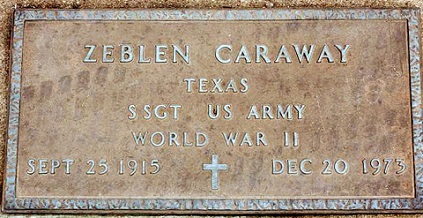 ZEBLEN CARAWAY
TEXAS
SSGT US ARMY
WORLD WAR II
SEPT 25 1915 DEC 20 1973